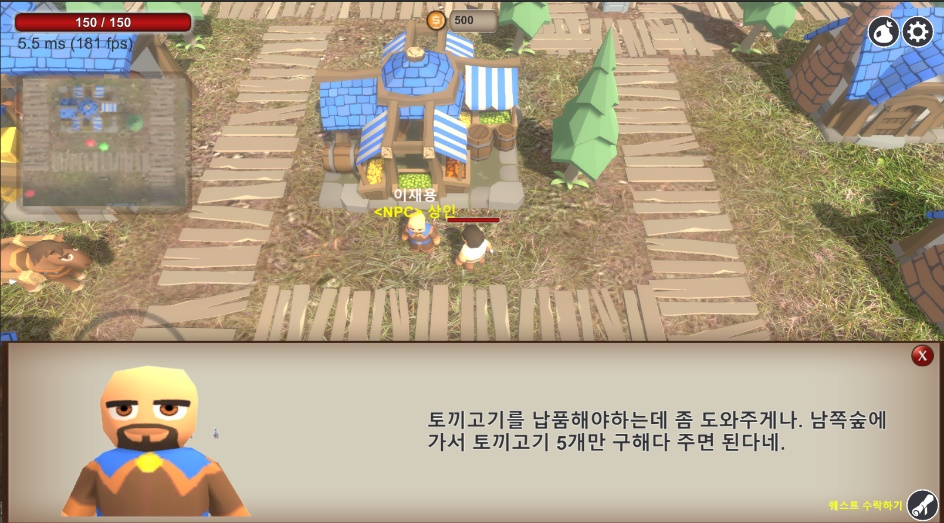 150 / 150
500
5.5 ms (181 fps)
이재용
<NPC> 상인
토끼고기를 납품해야하는데 좀 도와주게나. 남쪽숲에
가서 토끼고기 5개만 구해다 주면 된다네.
X
퀘스트 수락하기